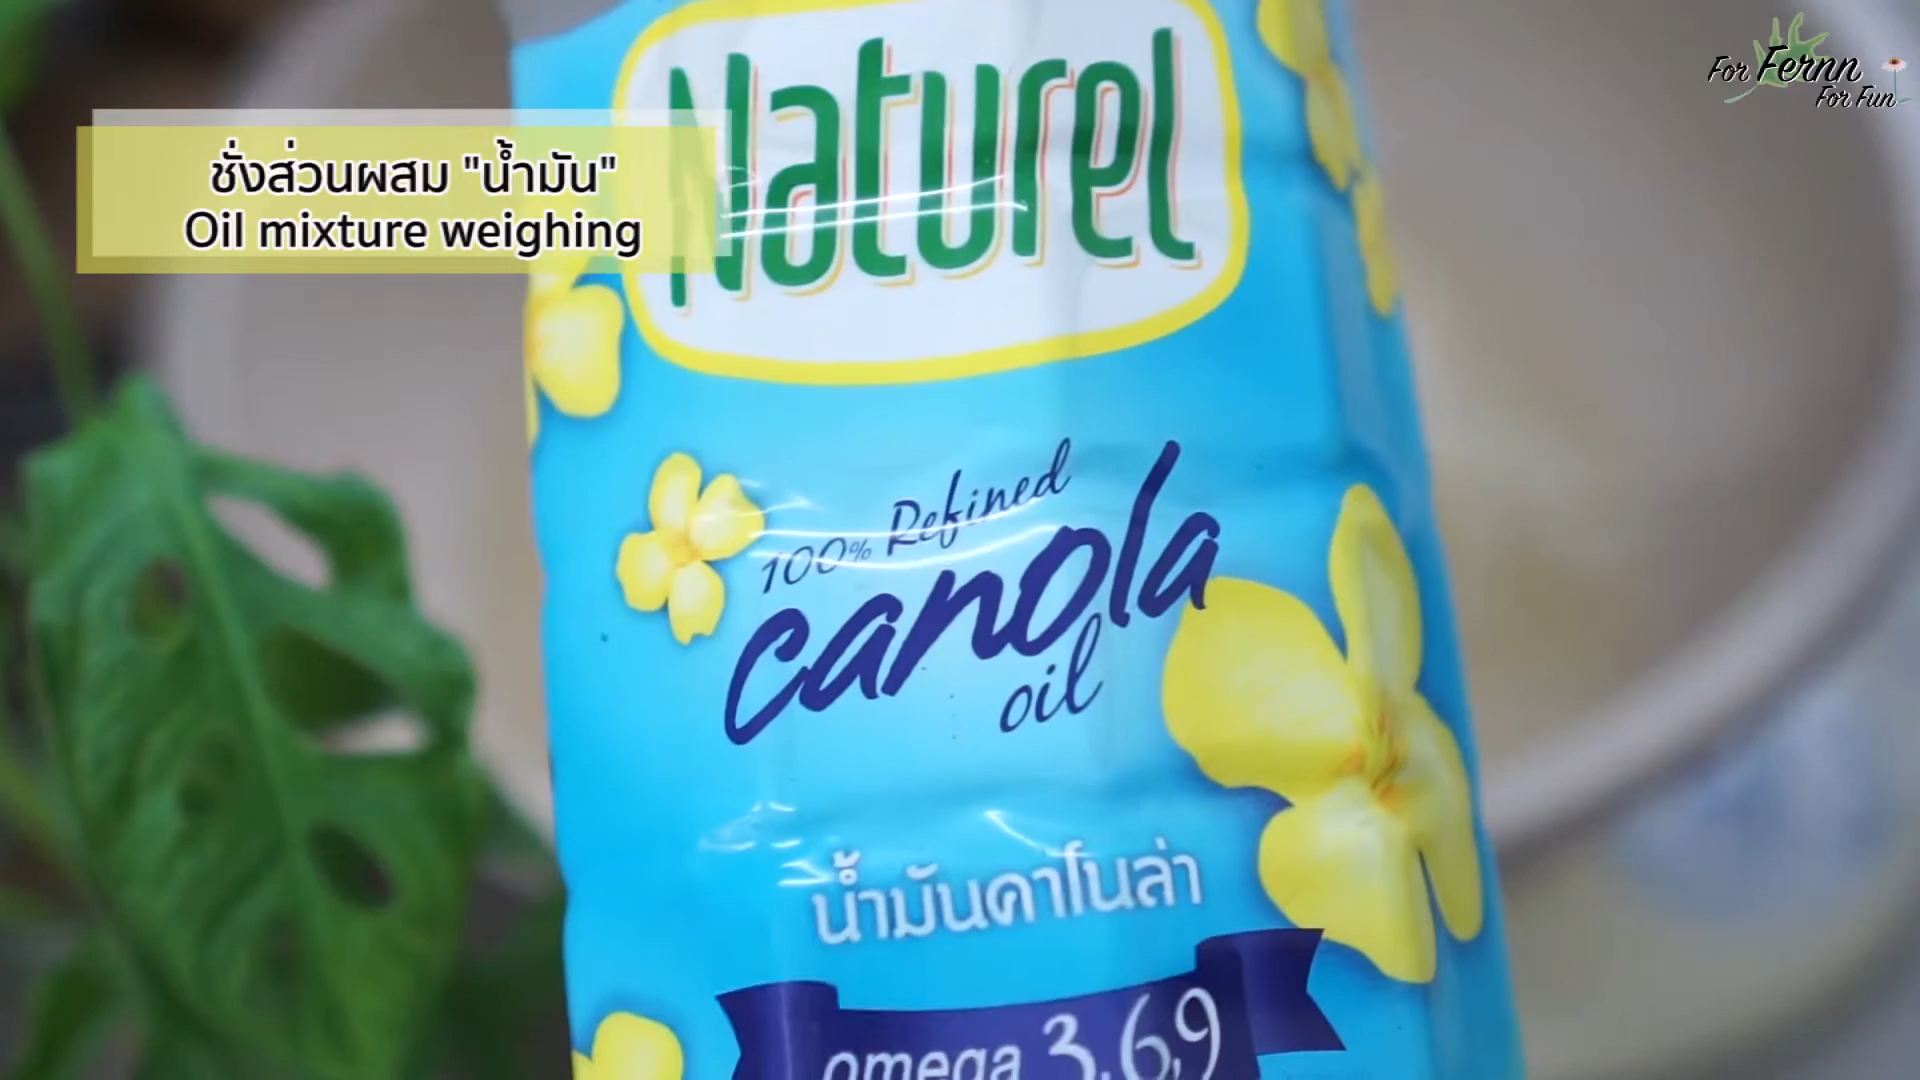 For Fernn
For Fun
ชั่งส่วนผสม "น้ำมัน"
Oil mixture weighing
Naturel
100% Refined
canola
oil
น้ำมันคาโนล่า
omega 3,6,9